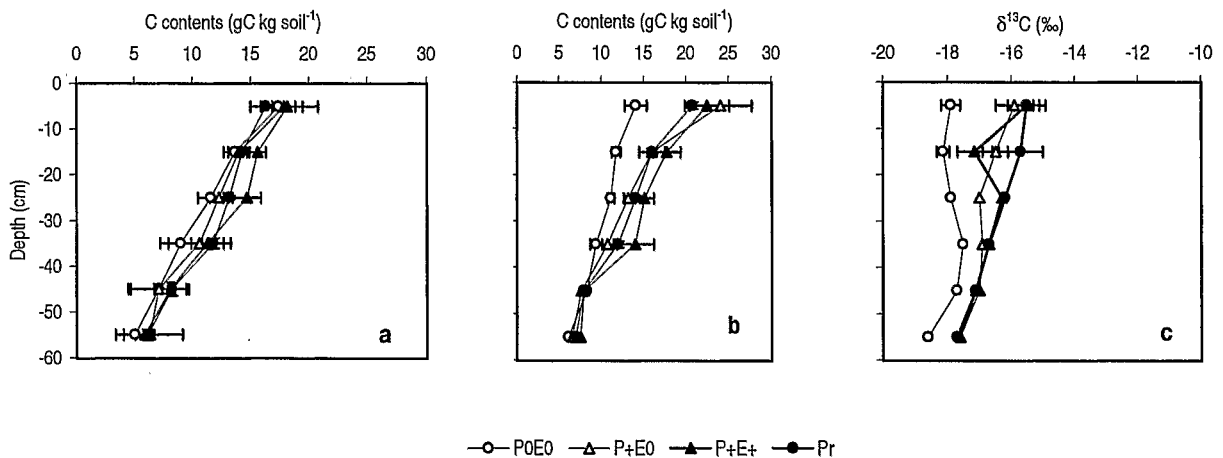 C contents (gC kg soil-1)
0 5 10 15 20 25 30
0
-10
-20
-30
-40
-50
-60
Depth (cm)
a
C contents (gC kg soil-1)
0 5 10 15 20 25 30
b
δ13C (‰)
-20 -18 -16 -14 -12 -10
c
P0E0 P+E0 P+E+ Pr